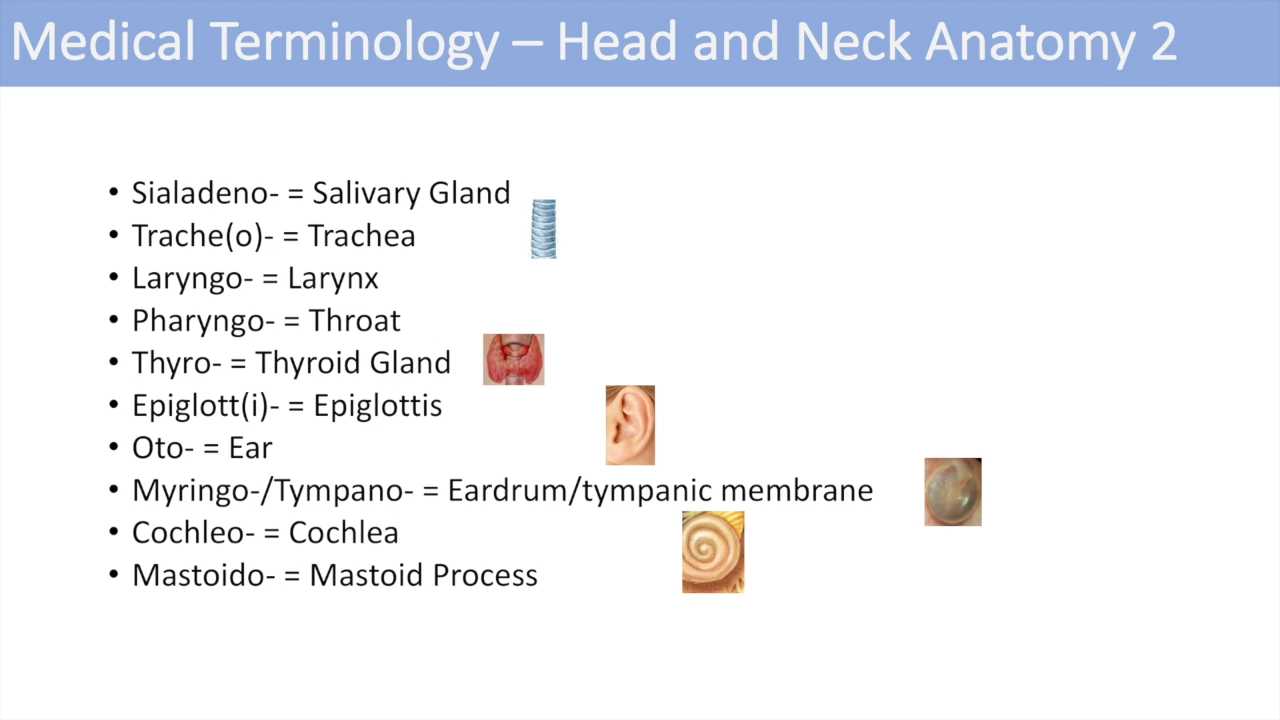 Medical Terminology – Head and Neck Anatomy 2
• Sialadeno- = Salivary Gland
• Trache(o)- = Trachea
• Laryngo- = Larynx
• Pharyngo- = Throat
• Thyro- = Thyroid Gland
• Epiglott(i)- = Epiglottis
• Oto- = Ear
• Myringo-/Tympano- = Eardrum/tympanic membrane
• Cochleo- = Cochlea
• Mastoido- = Mastoid Process